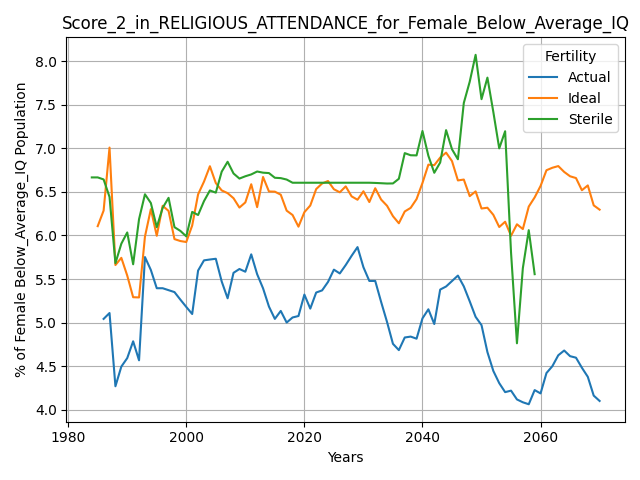 Score_2_in_RELIGIOUS_ATTENDANCE_for_Female_Below_Average_IQ
Fertility
Actual
Ideal
Sterile
% of Female Below_Average_IQ Population
8.0
7.5
7.0
6.5
6.0
5.5
5.0
4.5
4.0
1980
2000
2020
2040
2060
Years